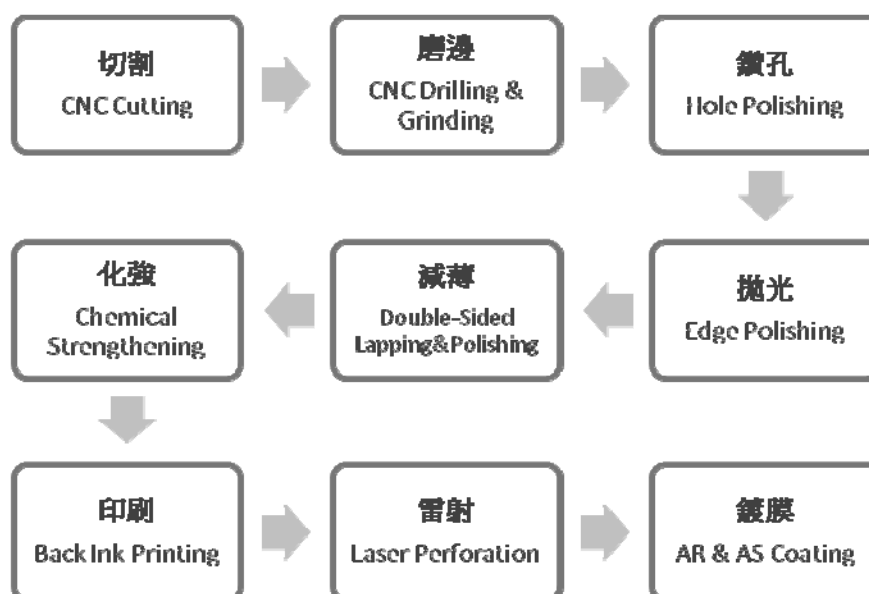 切割
CNC Cutting
磨邊
CNC Drilling &
Grinding
鑽孔
Hole Polishing
拋光
Edge Polishing
減薄
Double-Sided
Lapping&Polishing
化強
Chemical
Strengthening
印刷
Back Ink Printing
雷射
Laser Perforation
鍍膜
AR & AS Coating